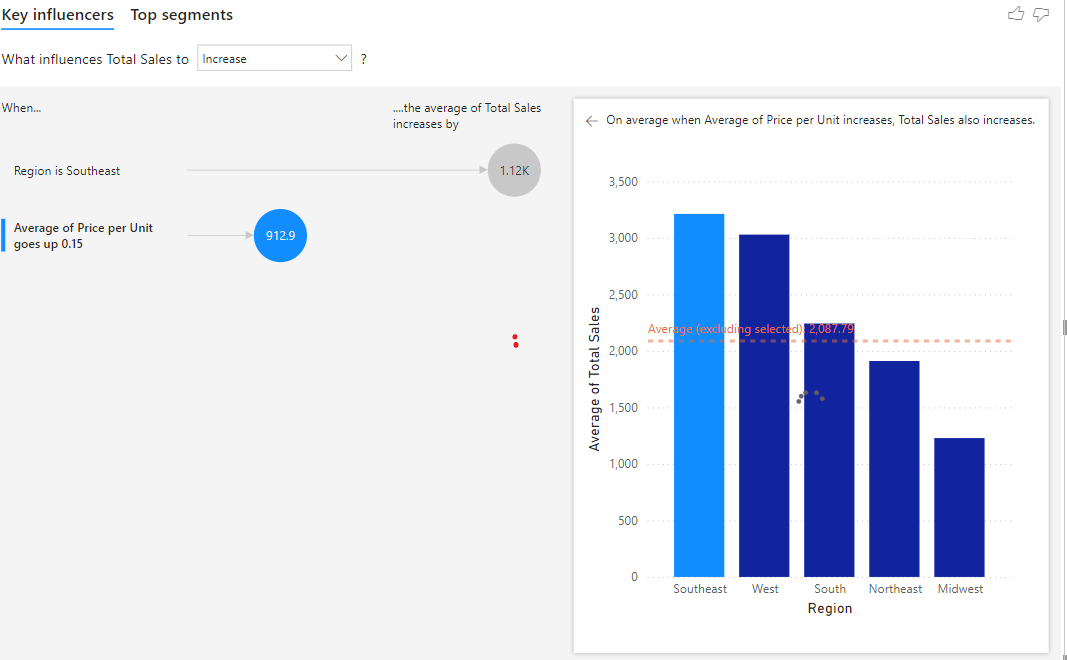 Key influencers Top segments
What influences Total Sales to Increase ?
When...
....the average of Total Sales
increases by
Region is Southeast
1.12K
Average of Price per Unit
goes up 0.15
912.9
On average when Average of Price per Unit increases, Total Sales also increases.
3,500
3,000
2,500
2,000
1,500
1,000
500
0
Average of Total Sales
Average (excluding selected): 2,087.79
Southeast West South Northeast Midwest
Region